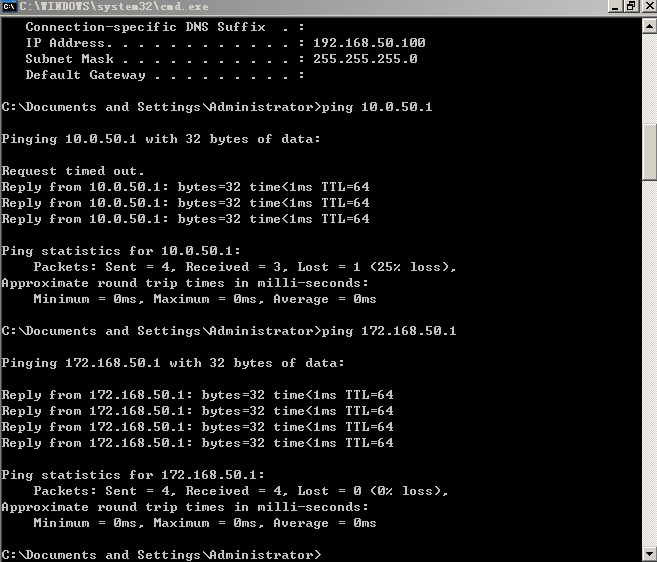 C:\WINDOWS\system32\cmd.exe
Connection-specific DNS Suffix  . :
IP Address. . . . . . . . . . . . : 192.168.50.100
Subnet Mask . . . . . . . . . . . : 255.255.255.0
Default Gateway . . . . . . . . . :
C:\Documents and Settings\Administrator>ping 10.0.50.1
Pinging 10.0.50.1 with 32 bytes of data:
Request timed out.
Reply from 10.0.50.1: bytes=32 time<1ms TTL=64
Reply from 10.0.50.1: bytes=32 time<1ms TTL=64
Reply from 10.0.50.1: bytes=32 time<1ms TTL=64
Ping statistics for 10.0.50.1:
Packets: Sent = 4, Received = 3, Lost = 1 (25% loss),
Approximate round trip times in milli-seconds:
Minimum = 0ms, Maximum = 0ms, Average = 0ms
C:\Documents and Settings\Administrator>ping 172.168.50.1
Pinging 172.168.50.1 with 32 bytes of data:
Reply from 172.168.50.1: bytes=32 time<1ms TTL=64
Reply from 172.168.50.1: bytes=32 time<1ms TTL=64
Reply from 172.168.50.1: bytes=32 time<1ms TTL=64
Reply from 172.168.50.1: bytes=32 time<1ms TTL=64
Ping statistics for 172.168.50.1:
Packets: Sent = 4, Received = 4, Lost = 0 (0% loss),
Approximate round trip times in milli-seconds:
Minimum = 0ms, Maximum = 0ms, Average = 0ms
C:\Documents and Settings\Administrator>